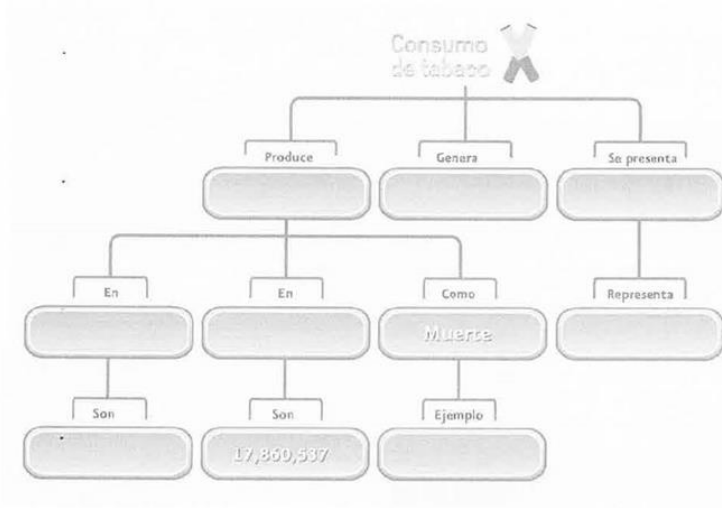 Consumo
de tabaco
Produce
Genera
Se presenta
En
En
Como
Representa
Muerte
Son
Son
Ejemplo
17,860,537